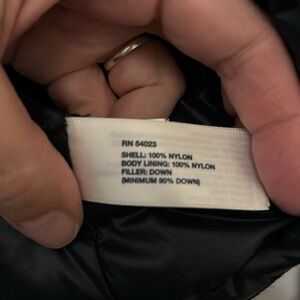 RN 54023
SHELL: 100% NYLON
BODY LINING: 100% NYLON
FILLER: DOWN
(MINIMUM 90% DOWN)